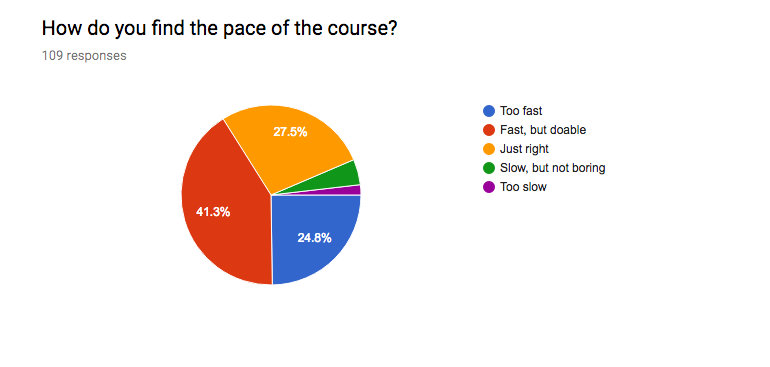 How do you find the pace of the course?
109 responses
27.5%
41.3%
24.8%
Too fast
Fast, but doable
Just right
Slow, but not boring
Too slow